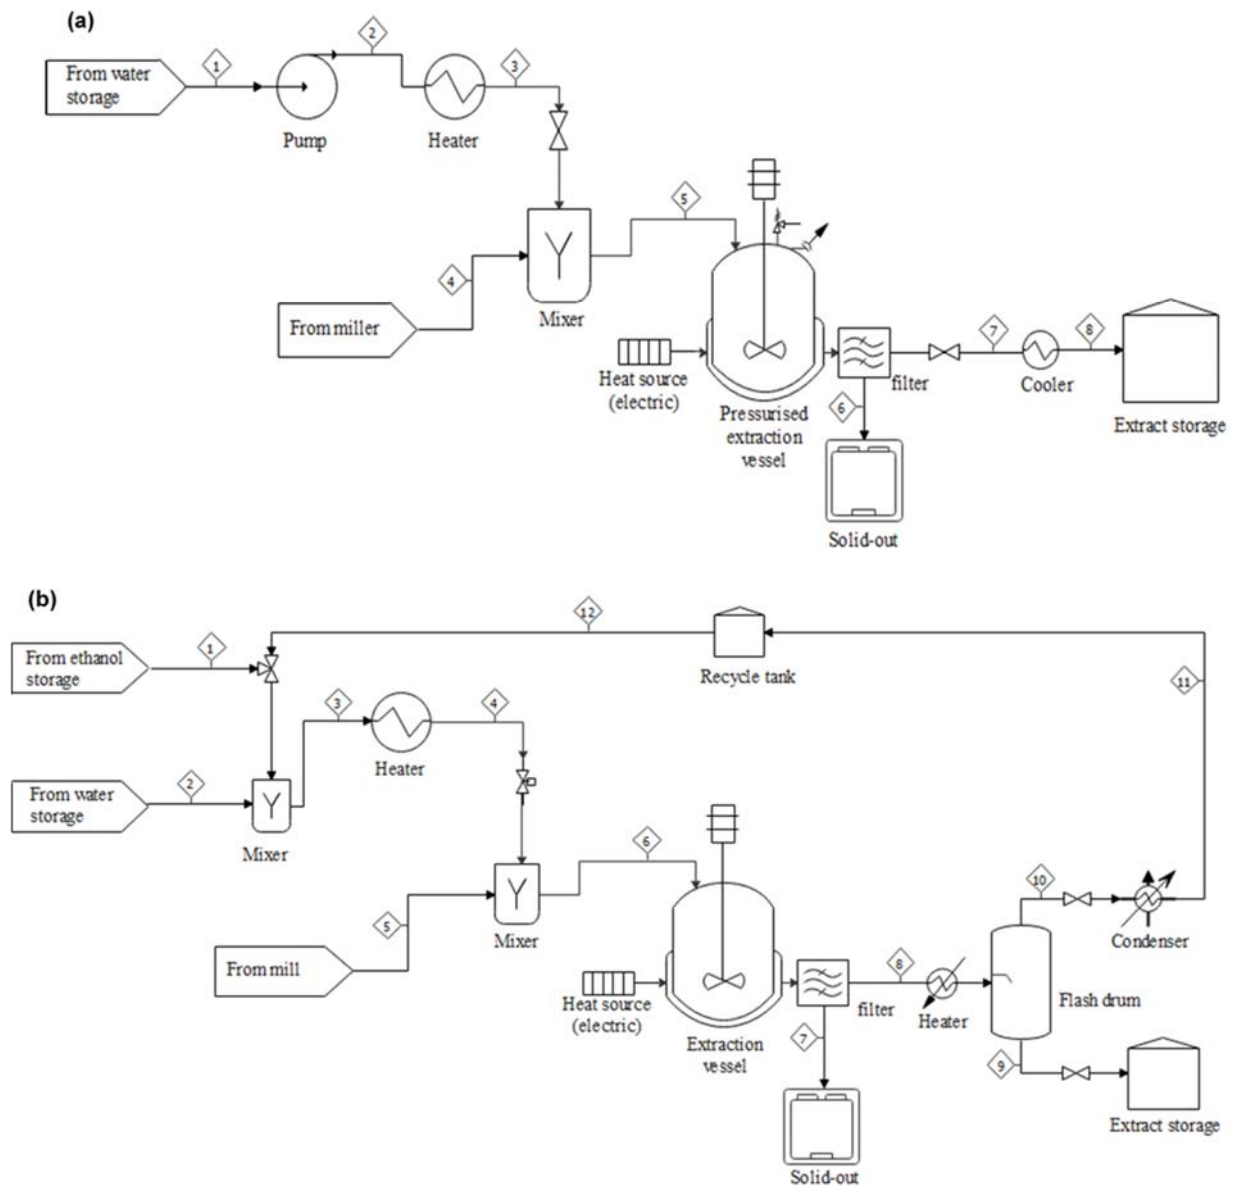 (a)
2
From water
storage
1
3
Pump
Heater
5
4
From miller
Mixer
Heat source
(electric)
Pressurised
extraction
vessel
filter
6
7
8
Cooler
Extract storage
Solid-out
(b)
12
From ethanol
storage
1
Recycle tank
11
3
4
Heater
From water
storage
2
Mixer
6
5
Mixer
From mill
10
Condenser
Heat source
(electric)
Extraction
vessel
filter
7
8
Heater
Flash drum
9
Extract storage
Solid-out